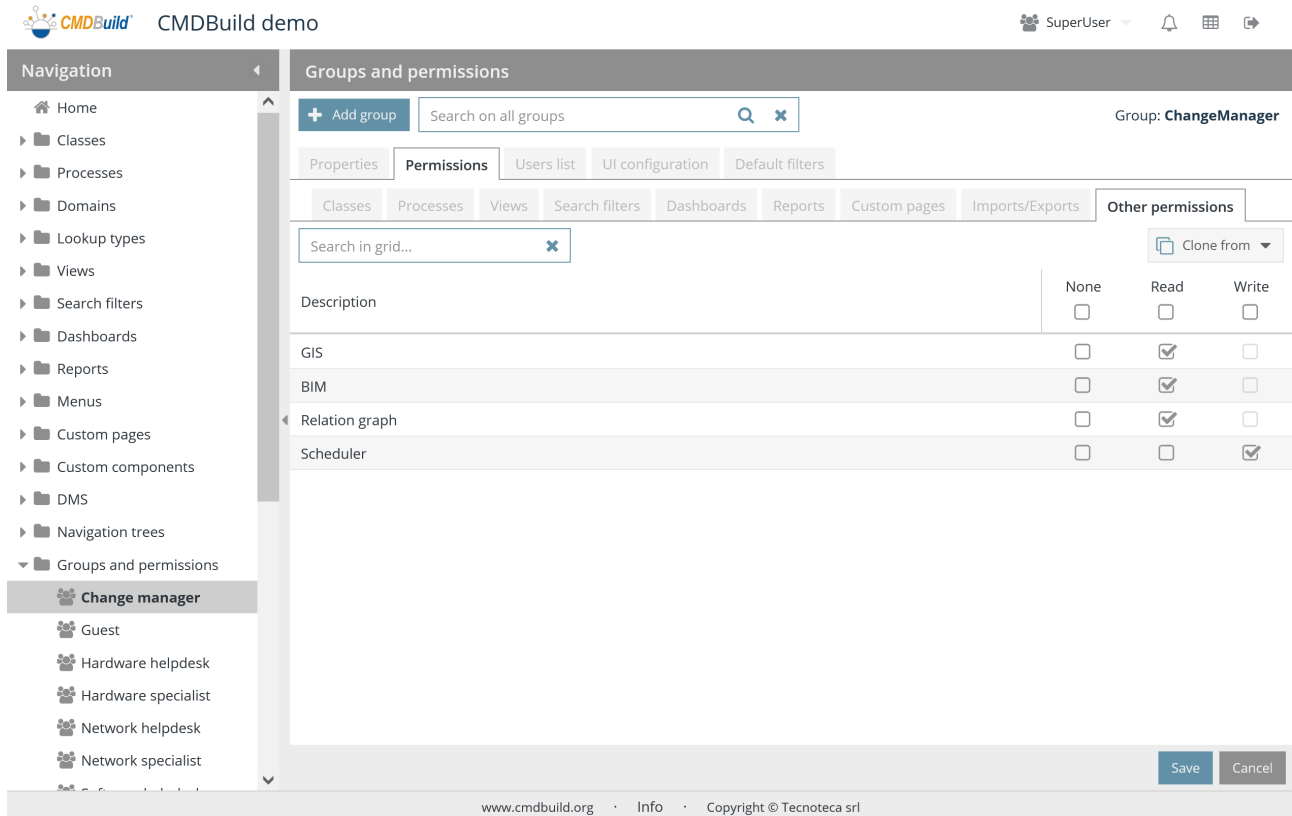 CMDBuild CMDBuild demo SuperUser
Navigation
Groups and permissions
Home
Classes
Processes
Domains
Lookup types
Views
Search filters
Dashboards
Reports
Menus
Custom pages
Custom components
DMS
Navigation trees
Groups and permissions
Change manager
Guest
Hardware helpdesk
Hardware specialist
Network helpdesk
Network specialist
Add group Search on all groups Group: ChangeManager
Properties Permissions Users list UI configuration Default filters
Classes Processes Views Search filters Dashboards Reports Custom pages Imports/Exports Other permissions
Search in grid... Clone from
Description None Read Write
GIS
BIM
Relation graph
Scheduler
Save Cancel
www.cmdbuild.org · Info · Copyright © Tecnoteca srl